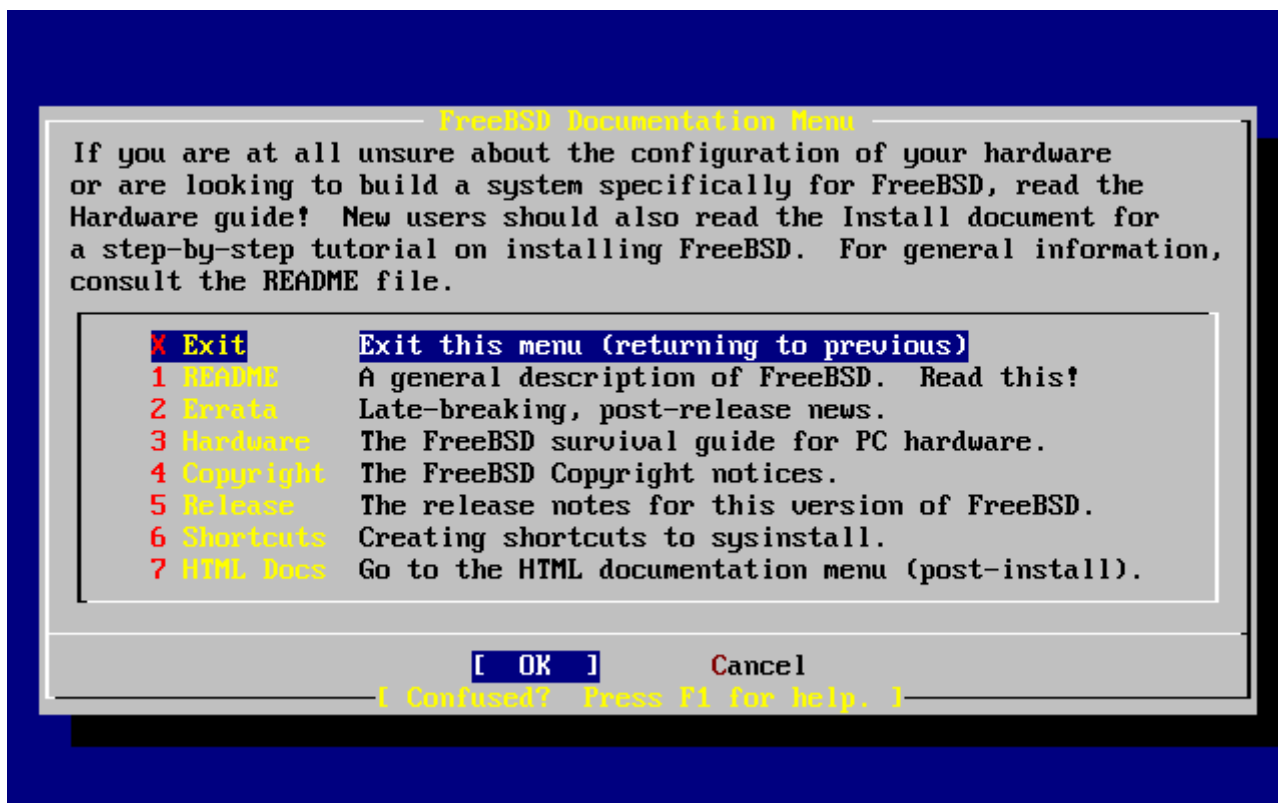 FreeBSD Documentation Menu
If you are at all unsure about the configuration of your hardware
or are looking to build a system specifically for FreeBSD, read the
Hardware guide!  New users should also read the Install document for
a step-by-step tutorial on installing FreeBSD.  For general information,
consult the README file.
X Exit Exit this menu (returning to previous)
1 README A general description of FreeBSD.  Read this!
2 Errata Late-breaking, post-release news.
3 Hardware The FreeBSD survival guide for PC hardware.
4 Copyright The FreeBSD Copyright notices.
5 Release The release notes for this version of FreeBSD.
6 Shortcuts Creating shortcuts to sysinstall.
7 HTML Docs Go to the HTML documentation menu (post-install).
[ OK ] Cancel
[ Confused?  Press F1 for help. ]